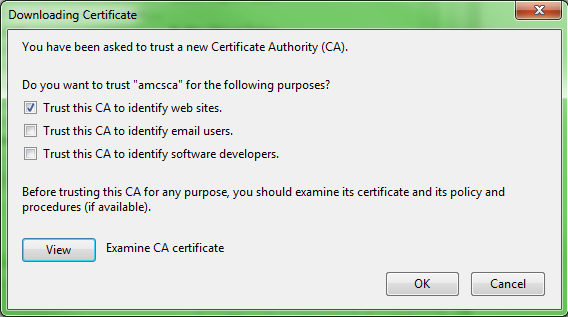 Downloading Certificate
You have been asked to trust a new Certificate Authority (CA).
Do you want to trust "amcsca" for the following purposes?
Trust this CA to identify web sites.
Trust this CA to identify email users.
Trust this CA to identify software developers.
Before trusting this CA for any purpose, you should examine its certificate and its policy and
procedures (if available).
View Examine CA certificate
OK Cancel